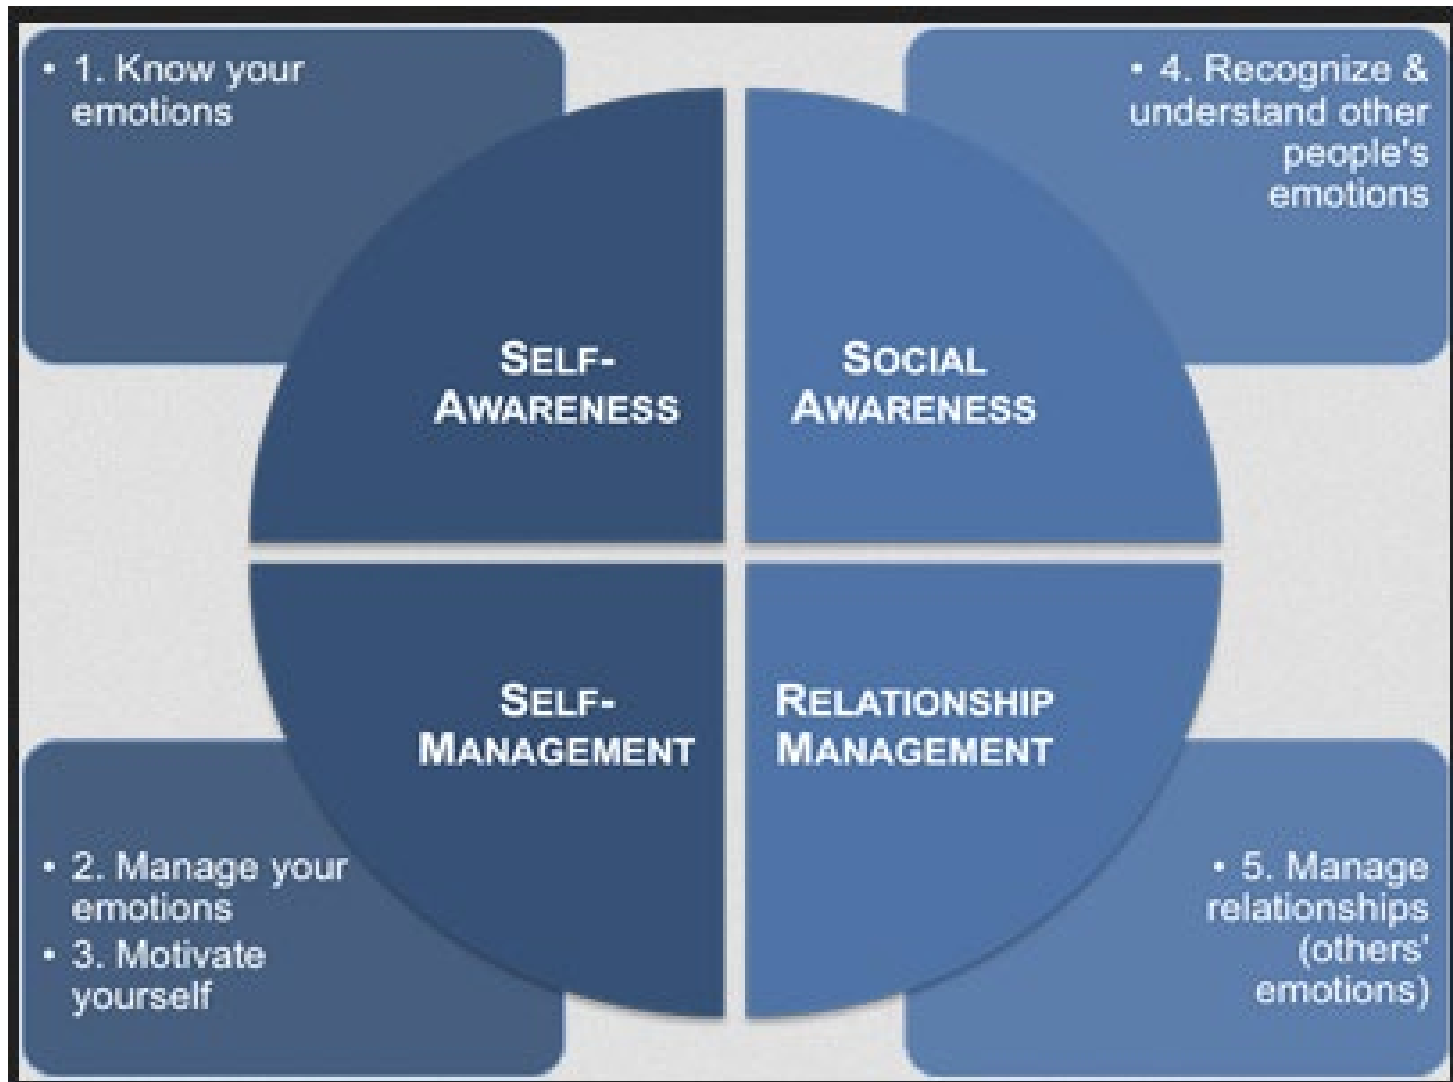 • 1. Know your
emotions
• 4. Recognize &
understand other
people's
emotions
SELF-
AWARENESS
SOCIAL
AWARENESS
SELF-
MANAGEMENT
RELATIONSHIP
MANAGEMENT
• 2. Manage your
emotions
• 3. Motivate
yourself
• 5. Manage
relationships
(others'
emotions)